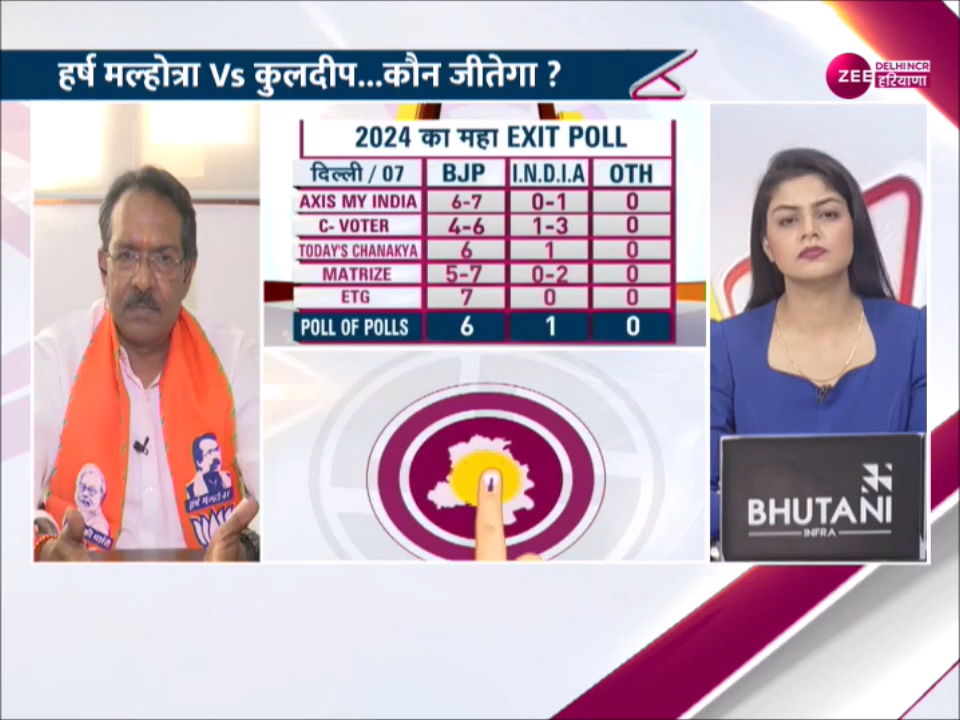 हर्ष मल्होत्रा Vs कुलदीप...कौन जीतेगा ?
ZEE DELHI NCR हरियाणा
2024 का महा EXIT POLL
दिल्ली / 07 BJP I.N.D.I.A OTH
AXIS MY INDIA 6-7 0-1 0
C- VOTER 4-6 1-3 0
TODAY'S CHANAKYA 6 1 0
MATRIZE 5-7 0-2 0
ETG 7 0 0
POLL OF POLLS 6 1 0
BHUTANI
INFRA